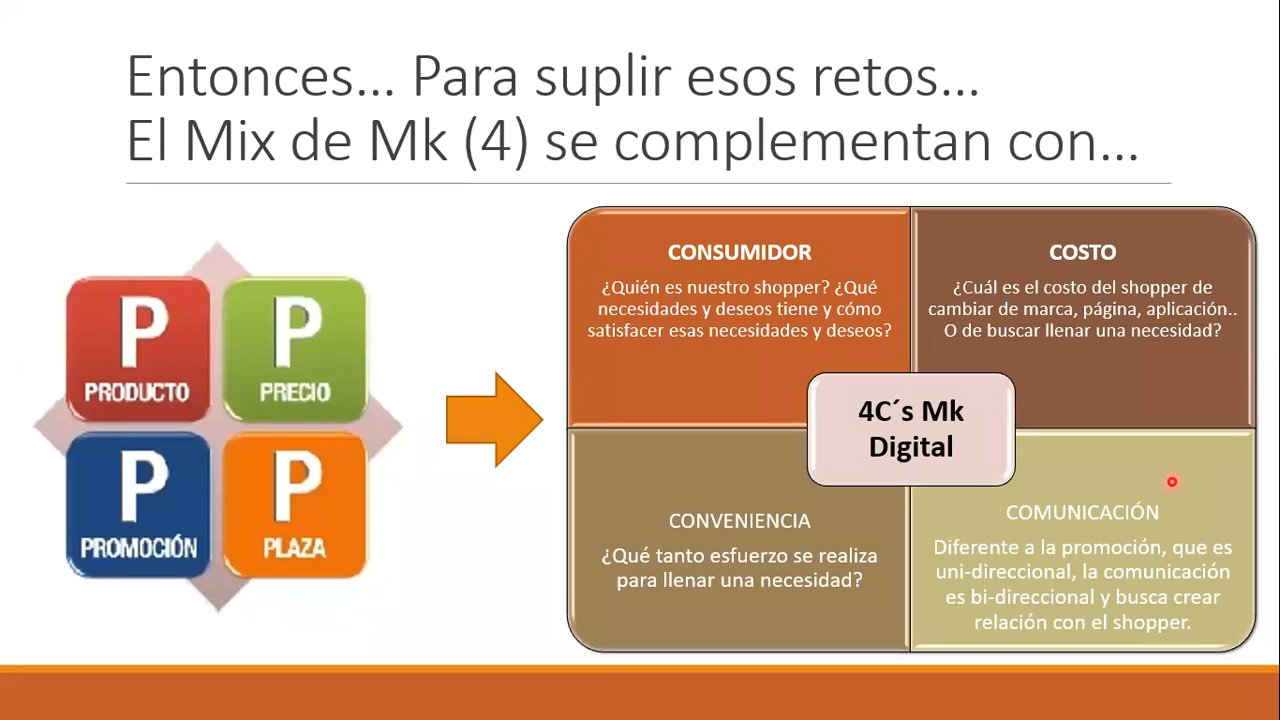 Entonces... Para suplir esos retos...
El Mix de Mk (4) se complementan con...
P
PRODUCTO
P
PRECIO
P
PROMOCIÓN
P
PLAZA
CONSUMIDOR
¿Quién es nuestro shopper? ¿Qué
necesidades y deseos tiene y cómo
satisfacer esas necesidades y deseos?
COSTO
¿Cuál es el costo del shopper de
cambiar de marca, página, aplicación..
O de buscar llenar una necesidad?
4C´s Mk
Digital
CONVENIENCIA
¿Qué tanto esfuerzo se realiza
para llenar una necesidad?
COMUNICACIÓN
Diferente a la promoción, que es
uni-direccional, la comunicación
es bi-direccional y busca crear
relación con el shopper.